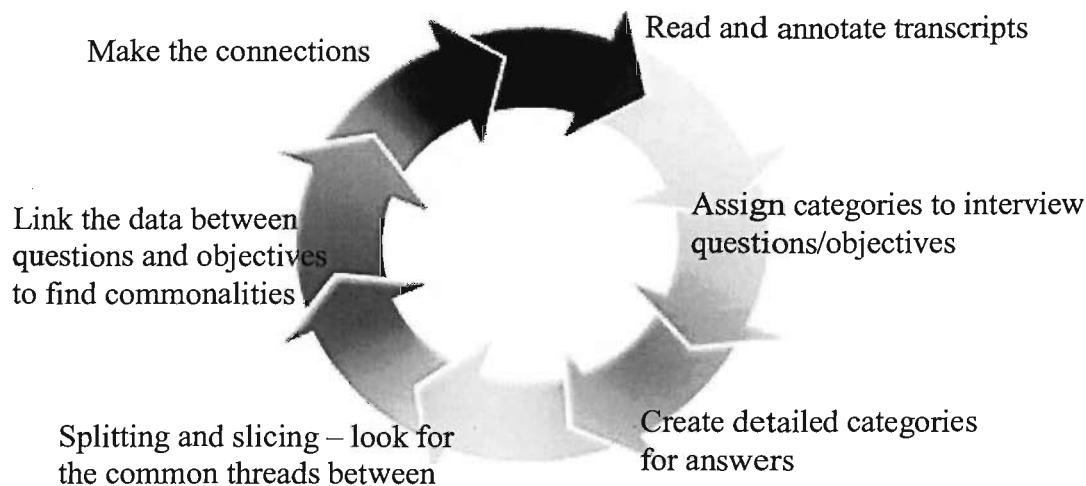 Make the connections
Read and annotate transcripts
Assign categories to interview
questions/objectives
Create detailed categories
for answers
Splitting and slicing – look for
the common threads between
Link the data between
questions and objectives
to find commonalities